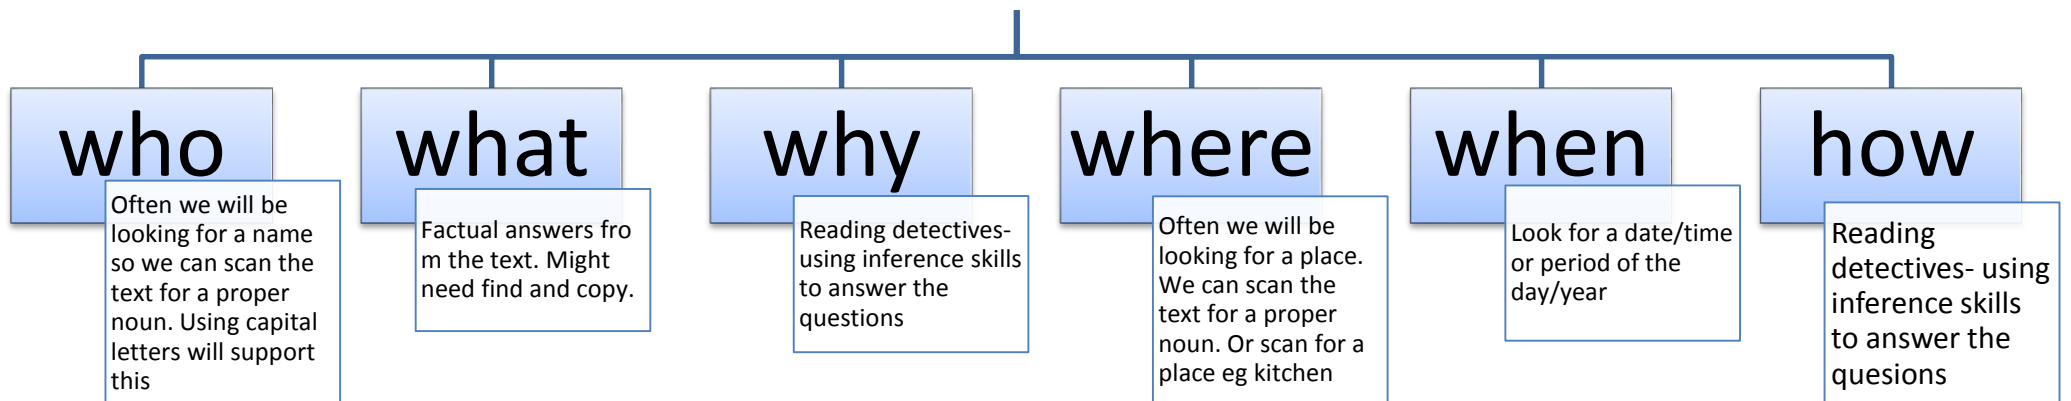 who
Often we will be
looking for a name
so we can scan the
text for a proper
noun. Using capital
letters will support
this
what
Factual answers fro
m the text. Might
need find and copy.
why
Reading detectives-
using inference skills
to answer the
questions
where
Often we will be
looking for a place.
We can scan the
text for a proper
noun. Or scan for a
place eg kitchen
when
Look for a date/time
or period of the
day/year
how
Reading
detectives- using
inference skills
to answer the
quesions